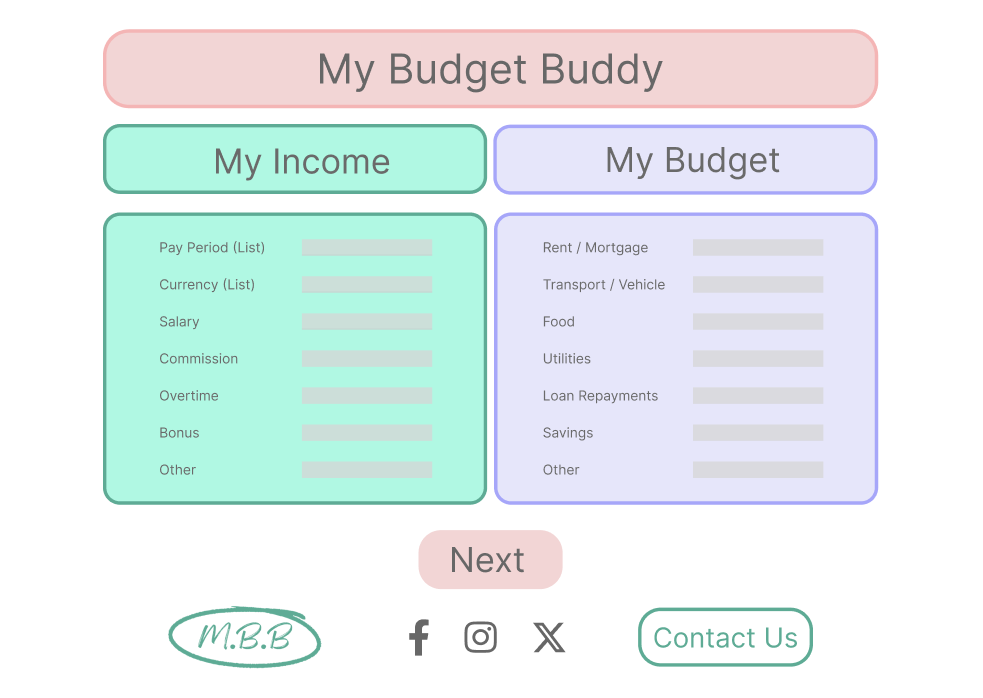 My Budget Buddy
My Income
My Budget
Pay Period (List)
Currency (List)
Salary
Commission
Overtime
Bonus
Other
Rent / Mortgage
Transport / Vehicle
Food
Utilities
Loan Repayments
Savings
Other
Next
M.B.B
Contact Us